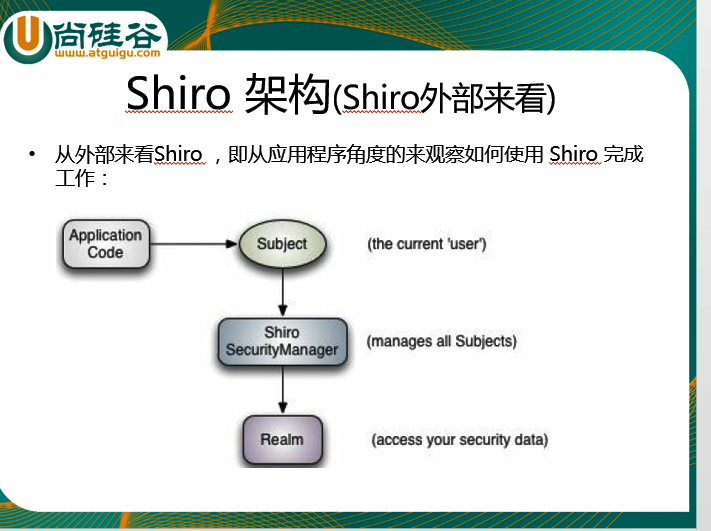 尚硅谷
www.atguigu.com
Shiro 架构(Shiro外部来看)
• 从外部来看Shiro ，即从应用程序角度的来观察如何使用 Shiro 完成
工作：
Application
Code
Subject
(the current 'user')
Shiro
SecurityManager
(manages all Subjects)
Realm
(access your security data)